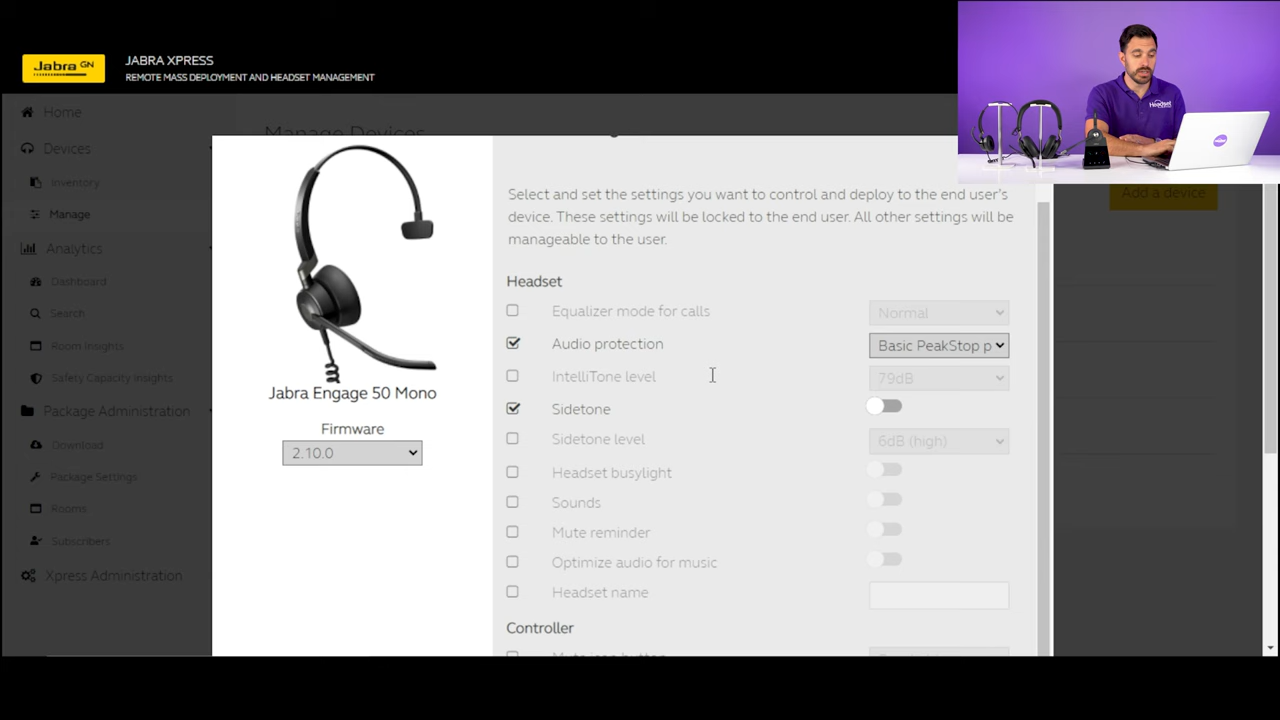 Jabra GN
JABRA XPRESS
REMOTE MASS DEPLOYMENT AND HEADSET MANAGEMENT
Headset
Home
Devices
Inventory
Manage
Analytics
Dashboard
Search
Room Insights
Safety Capacity Insights
Package Administration
Download
Package Settings
Rooms
Subscribers
Xpress Administration
Manage Devices
Add a device
Jabra Engage 50 Mono
Firmware
2.10.0
Select and set the settings you want to control and deploy to the end user's
device. These settings will be locked to the end user. All other settings will be
manageable to the user.
Headset
Equalizer mode for calls Normal
Audio protection Basic PeakStop p
IntelliTone level 79dB
Sidetone
Sidetone level 6dB (high)
Headset busylight
Sounds
Mute reminder
Optimize audio for music
Headset name
Controller